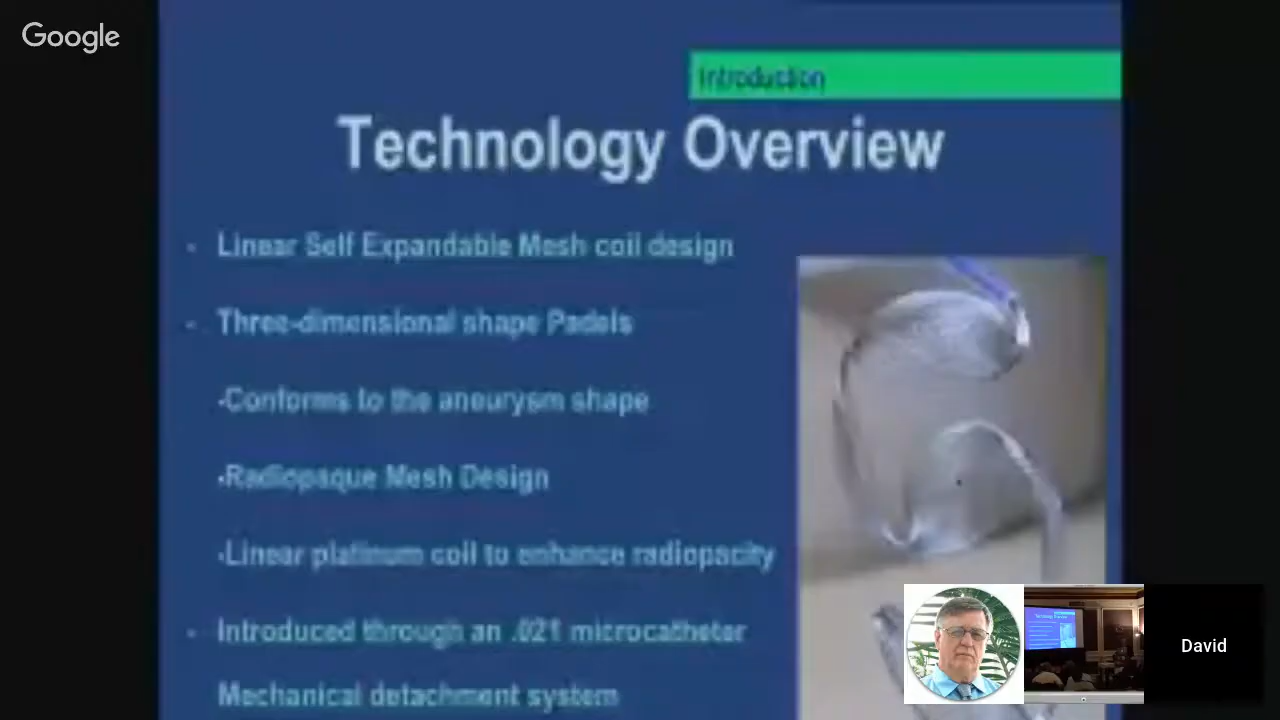 Google
Introduction
Technology Overview
- Linear Self Expandable Mesh coil design
- Three-dimensional shape Padels
-Conforms to the aneurysm shape
-Radiopaque Mesh Design
-Linear platinum coil to enhance radiopacity
- Introduced through an .021 microcatheter
Mechanical detachment system
David